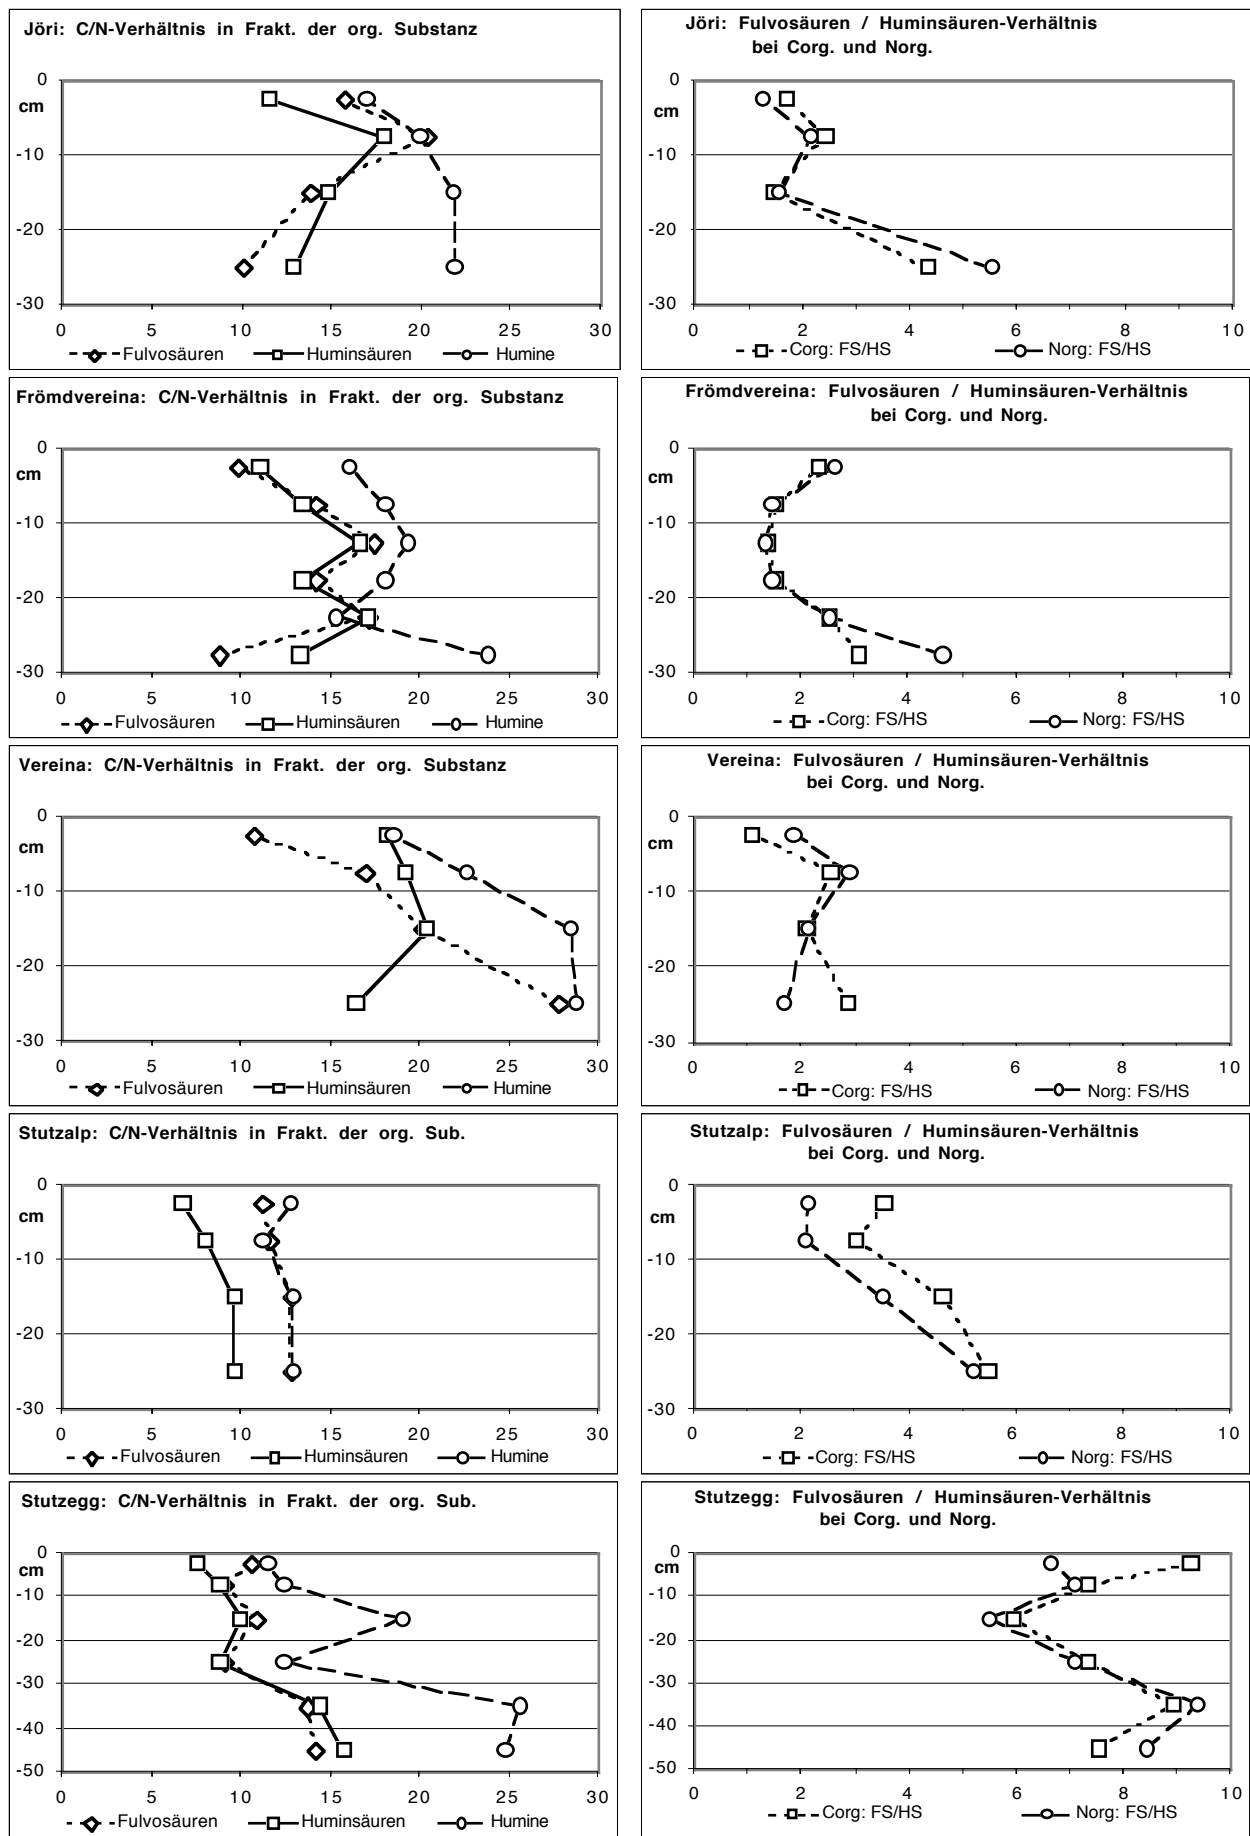 Jöri: C/N-Verhältnis in Frakt. der org. Substanz
0
cm
-10
-20
-30
0 5 10 15 20 25 30
Fulvosäuren Huminsäuren Humine
Jöri: Fulvosäuren / Huminsäuren-Verhältnis
bei Corg. und Norg.
0
cm
-10
-20
-30
0 2 4 6 8 10
Corg: FS/HS Norg: FS/HS
Frömdvereina: C/N-Verhältnis in Frakt. der org. Substanz
0
cm
-10
-20
-30
0 5 10 15 20 25 30
Fulvosäuren Huminsäuren Humine
Frömdvereina: Fulvosäuren / Huminsäuren-Verhältnis
bei Corg. und Norg.
0
cm
-10
-20
-30
0 2 4 6 8 10
Corg: FS/HS Norg: FS/HS
Vereina: C/N-Verhältnis in Frakt. der org. Substanz
0
cm
-10
-20
-30
0 5 10 15 20 25 30
Fulvosäuren Huminsäuren Humine
Vereina: Fulvosäuren / Huminsäuren-Verhältnis
bei Corg. und Norg.
0
cm
-10
-20
-30
0 2 4 6 8 10
Corg: FS/HS Norg: FS/HS
Stutzalp: C/N-Verhältnis in Frakt. der org. Sub.
0
cm
-10
-20
-30
0 5 10 15 20 25 30
Fulvosäuren Huminsäuren Humine
Stutzalp: Fulvosäuren / Huminsäuren-Verhältnis
bei Corg. und Norg.
0
cm
-10
-20
-30
0 2 4 6 8 10
Corg: FS/HS Norg: FS/HS
Stutzegg: C/N-Verhältnis in Frakt. der org. Sub.
0
cm
-10
-20
-30
-40
-50
0 5 10 15 20 25 30
Fulvosäuren Huminsäuren Humine
Stutzegg: Fulvosäuren / Huminsäuren-Verhältnis
bei Corg. und Norg.
0
cm
-10
-20
-30
-40
-50
0 2 4 6 8 10
Corg: FS/HS Norg: FS/HS